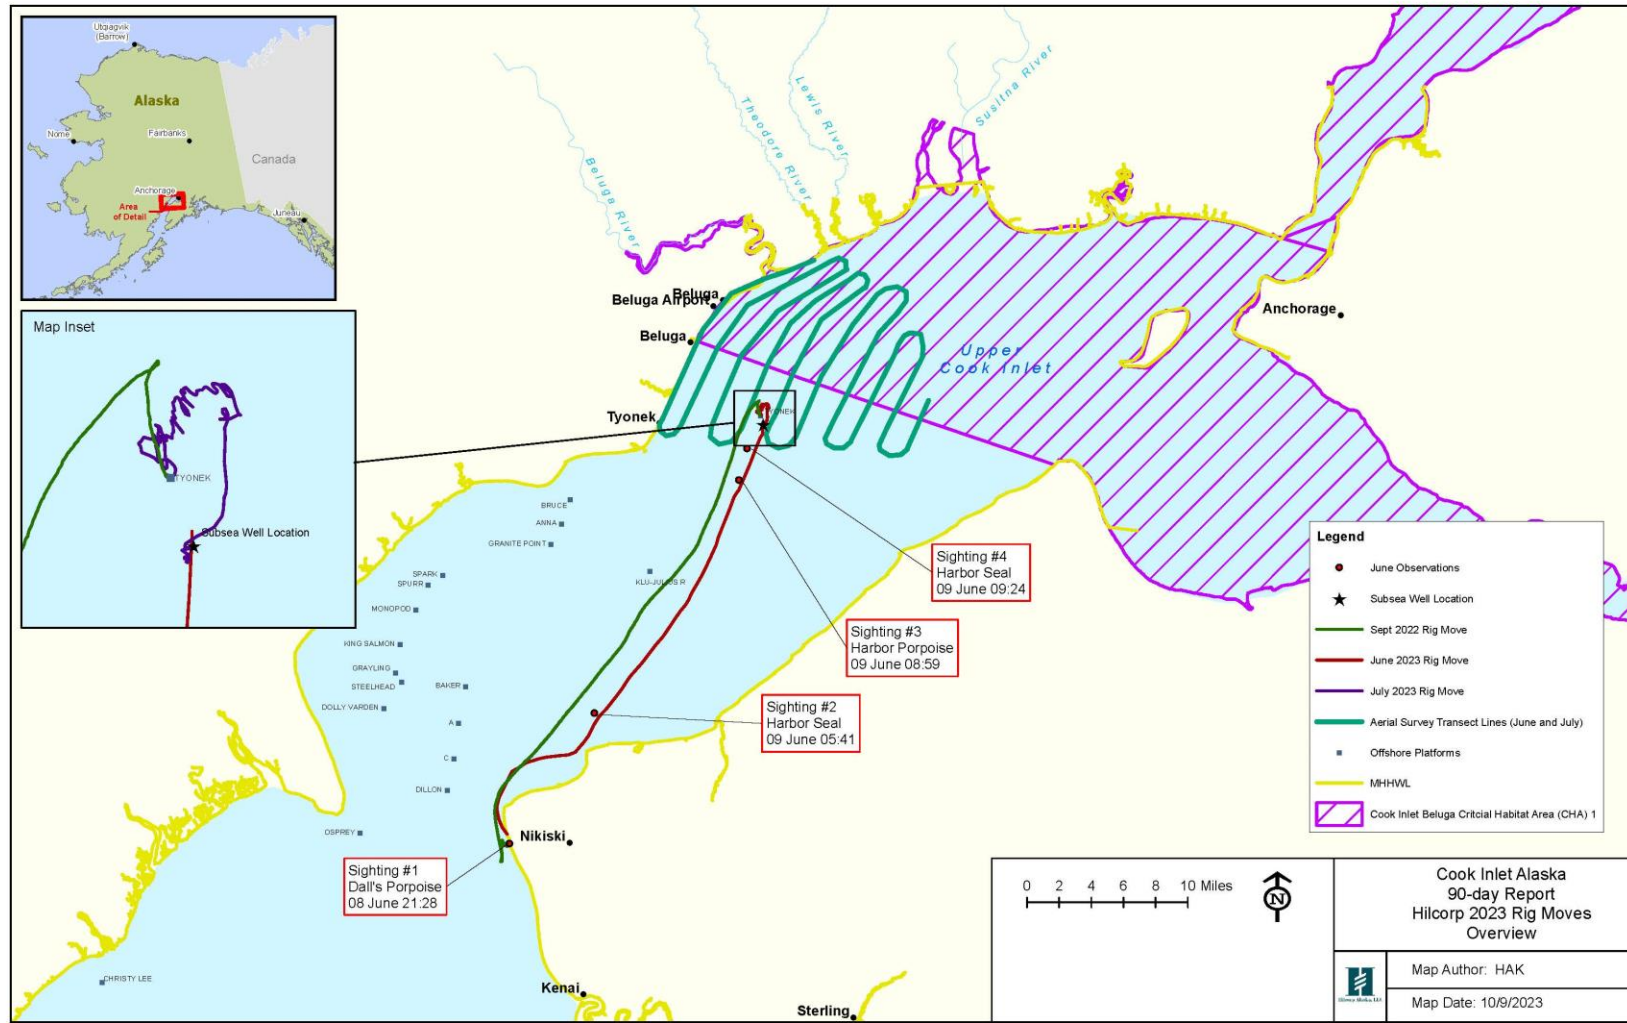 Utqiagvik
(Barrow)
Alaska
Nome
Fairbanks
Canada
Anchorage
Area
of Detail
Juneau
Map Inset
TYONEK
Subsea Well Location
Beluga River
Theodore River
Lewis River
Susitna River
Beluga
Beluga Airport
Beluga
Anchorage
Upper
Cook Inlet
Tyonek
TYONEK
BRUCE
ANNA
GRANITE POINT
SPARK
SPURR
KLU-JULIUS R
MONOPOD
KING SALMON
GRAYLING
STEELHEAD
BAKER
DOLLY VARDEN
A
C
DILLON
OSPREY
Nikiski
CHRISTY LEE
Kenai
Sterling
Sighting #4
Harbor Seal
09 June 09:24
Sighting #3
Harbor Porpoise
09 June 08:59
Sighting #2
Harbor Seal
09 June 05:41
Sighting #1
Dall's Porpoise
08 June 21:28
Legend
June Observations
Subsea Well Location
Sept 2022 Rig Move
June 2023 Rig Move
July 2023 Rig Move
Aerial Survey Transect Lines (June and July)
Offshore Platforms
MHHWL
Cook Inlet Beluga Critcial Habitat Area (CHA) 1
0 2 4 6 8 10 Miles
N
Cook Inlet Alaska
90-day Report
Hilcorp 2023 Rig Moves
Overview
H
Hilcorp Alaska, LLC
Map Author: HAK
Map Date: 10/9/2023